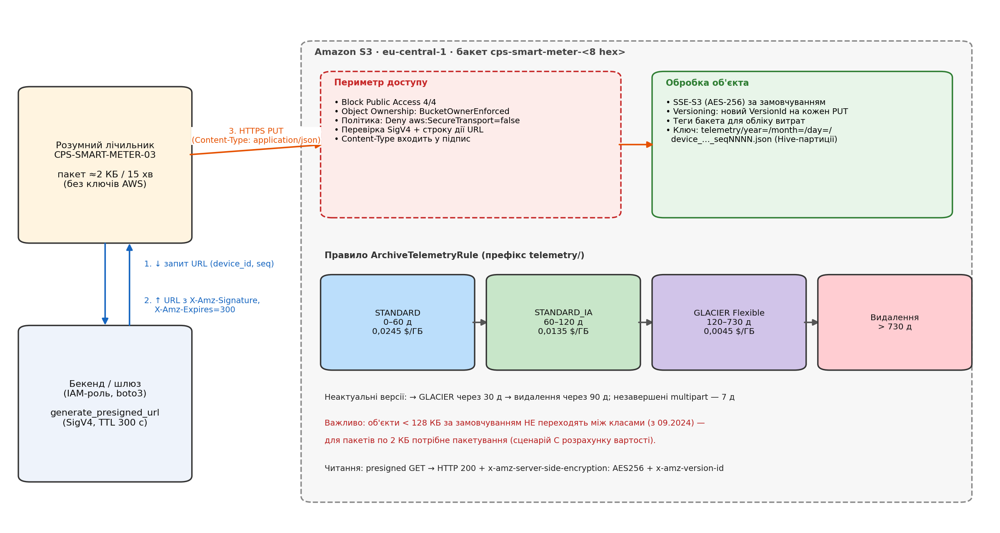 Amazon S3 · eu-central-1 · бакет cps-smart-meter-<8 hex>
Розумний лічильник
CPS-SMART-METER-03
пакет ≈2 КБ / 15 хв
(без ключів AWS)
3. HTTPS PUT
(Content-Type: application/json)
Периметр доступу
• Block Public Access 4/4
• Object Ownership: BucketOwnerEnforced
• Політика: Deny aws:SecureTransport=false
• Перевірка SigV4 + строку дії URL
• Content-Type входить у підпис
Обробка об'єкта
• SSE-S3 (AES-256) за замовчуванням
• Versioning: новий VersionId на кожен PUT
• Теги бакета для обліку витрат
• Ключ: telemetry/year=/month=/day=/
device_..._seqNNNN.json (Hive-партиції)
1. ↓ запит URL (device_id, seq)
2. ↑ URL з X-Amz-Signature,
X-Amz-Expires=300
Бекенд / шлюз
(IAM-роль, boto3)
generate_presigned_url
(SigV4, TTL 300 с)
Правило ArchiveTelemetryRule (префікс telemetry/)
STANDARD
0–60 д
0,0245 $/ГБ
STANDARD_IA
60–120 д
0,0135 $/ГБ
GLACIER Flexible
120–730 д
0,0045 $/ГБ
Видалення
> 730 д
Неактуальні версії: → GLACIER через 30 д → видалення через 90 д; незавершені multipart — 7 д
Важливо: об'єкти < 128 КБ за замовчуванням НЕ переходять між класами (з 09.2024) —
для пакетів по 2 КБ потрібне пакетування (сценарій C розрахунку вартості).
Читання: presigned GET → HTTP 200 + x-amz-server-side-encryption: AES256 + x-amz-version-id